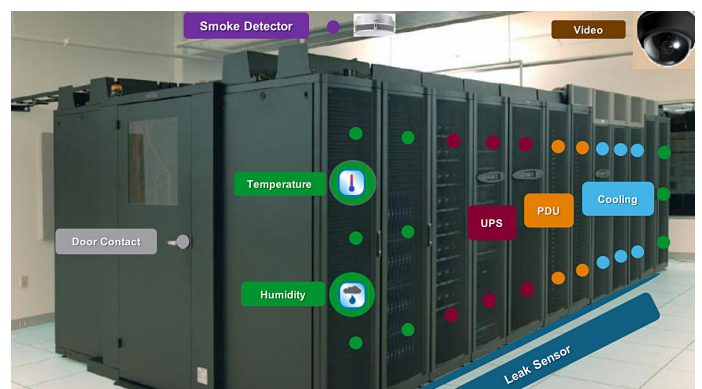 Smoke Detector
Video
Temperature
Door Contact
Humidity
UPS
PDU
Cooling
Leak Sensor